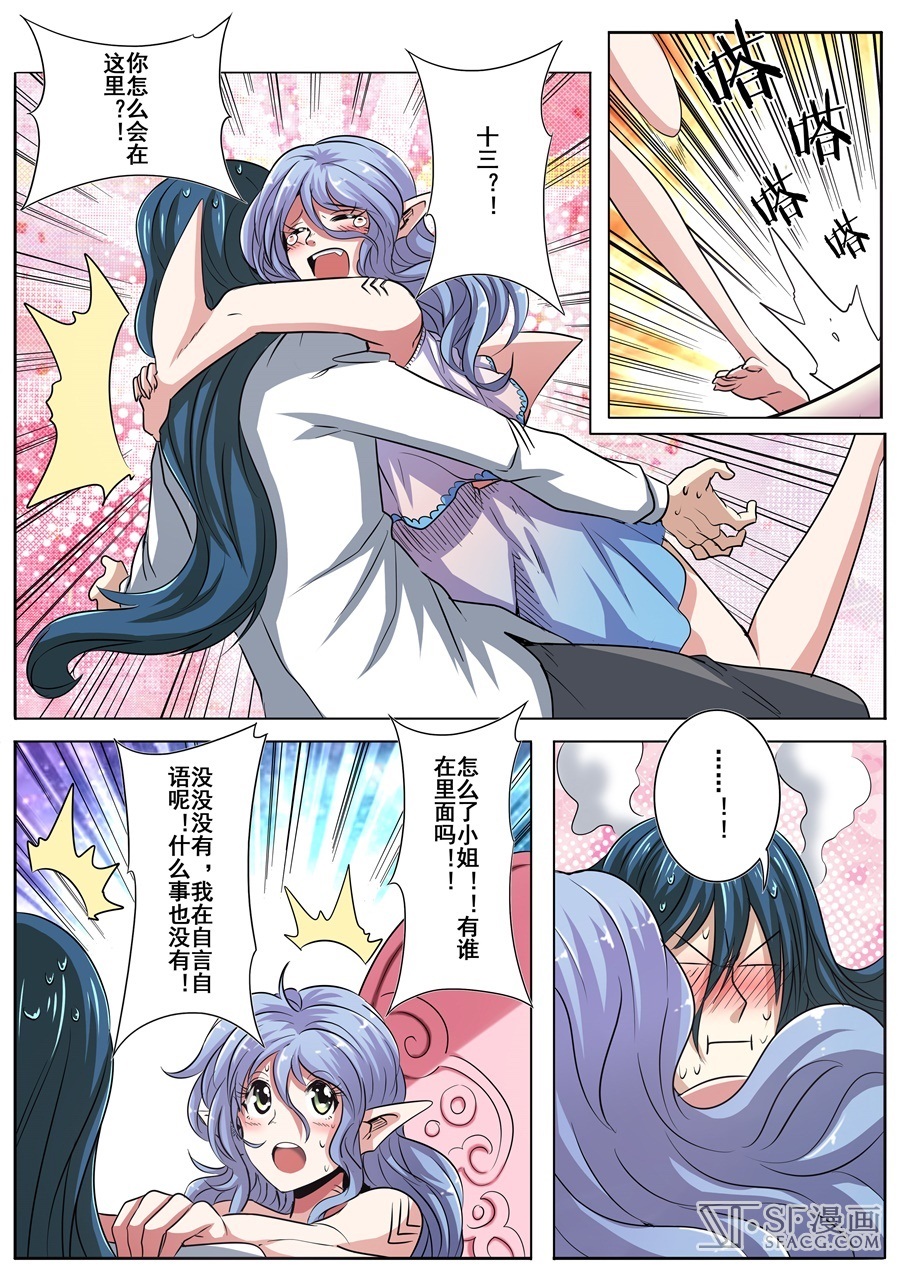 嗒
嗒
嗒
嗒
十三?!
你怎么会在
这里?!
……!!
怎么了小姐!!有谁
在里面吗!!
没没没有,我在自言自
语呢!什么事也没有!
SF漫画
SFACG.COM